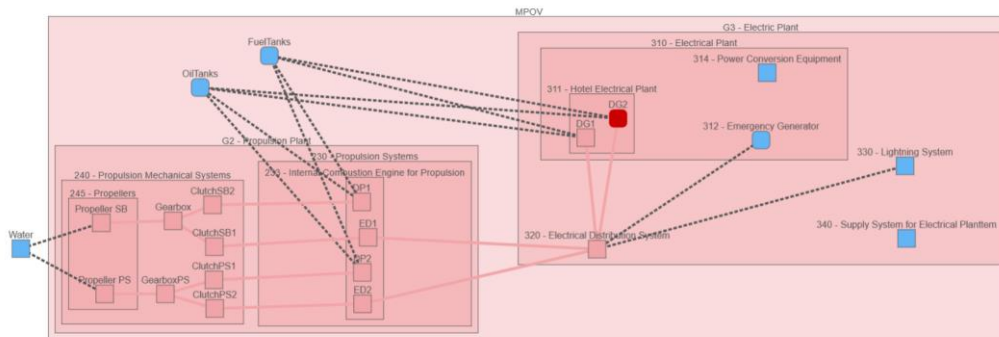 MPOV
G3 - Electric Plant
FuelTanks
310 - Electrical Plant
314 - Power Conversion Equipment
OilTanks
311 - Hotel Electrical Plant
DG2
DG1
312 - Emergency Generator
G2 - Propulsion Plant
230 - Propulsion Systems
330 - Lightning System
240 - Propulsion Mechanical Systems
Internal Combustion Engine for Propulsion
245 - Propellers
ClutchSB2
DP1
Propeller SB
Gearbox
ClutchSB1
ED1
320 - Electrical Distribution System
340 - Supply System for Electrical PlantItem
Water
ClutchPS1
DP2
Propeller PS
GearboxPS
ClutchPS2
ED2